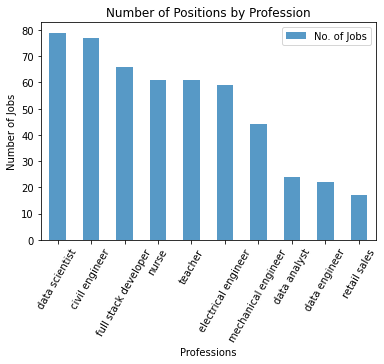 Number of Positions by Profession
No. of Jobs
Number of Jobs
80
70
60
50
40
30
20
10
0
data scientist
civil engineer
full stack developer
nurse
teacher
electrical engineer
mechanical engineer
data analyst
data engineer
retail sales
Professions